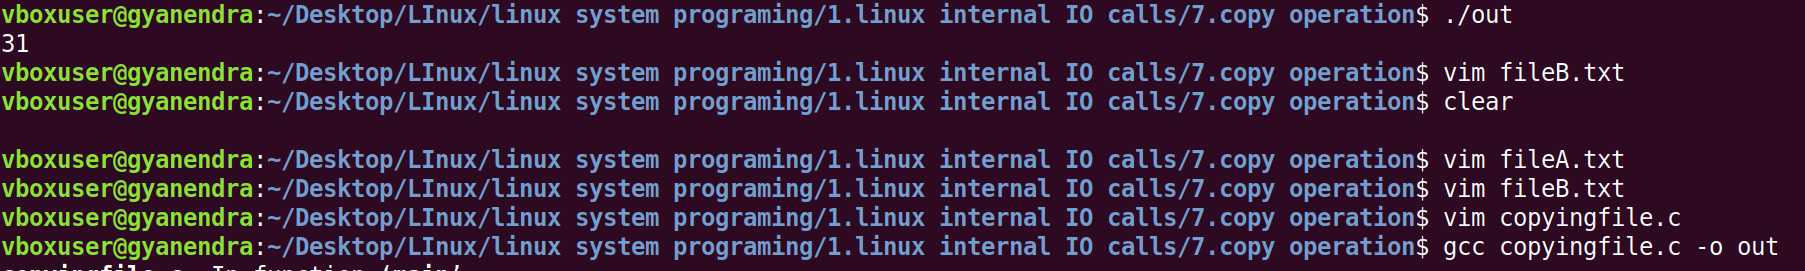 vboxuser@gyanendra:~/Desktop/LInux/linux system programing/1.linux internal IO calls/7.copy operation$ ./out
31
vboxuser@gyanendra:~/Desktop/LInux/linux system programing/1.linux internal IO calls/7.copy operation$ vim fileB.txt
vboxuser@gyanendra:~/Desktop/LInux/linux system programing/1.linux internal IO calls/7.copy operation$ clear
vboxuser@gyanendra:~/Desktop/LInux/linux system programing/1.linux internal IO calls/7.copy operation$ vim fileA.txt
vboxuser@gyanendra:~/Desktop/LInux/linux system programing/1.linux internal IO calls/7.copy operation$ vim fileB.txt
vboxuser@gyanendra:~/Desktop/LInux/linux system programing/1.linux internal IO calls/7.copy operation$ vim copyingfile.c
vboxuser@gyanendra:~/Desktop/LInux/linux system programing/1.linux internal IO calls/7.copy operation$ gcc copyingfile.c -o out
copyingfile.c: In function ‘main’